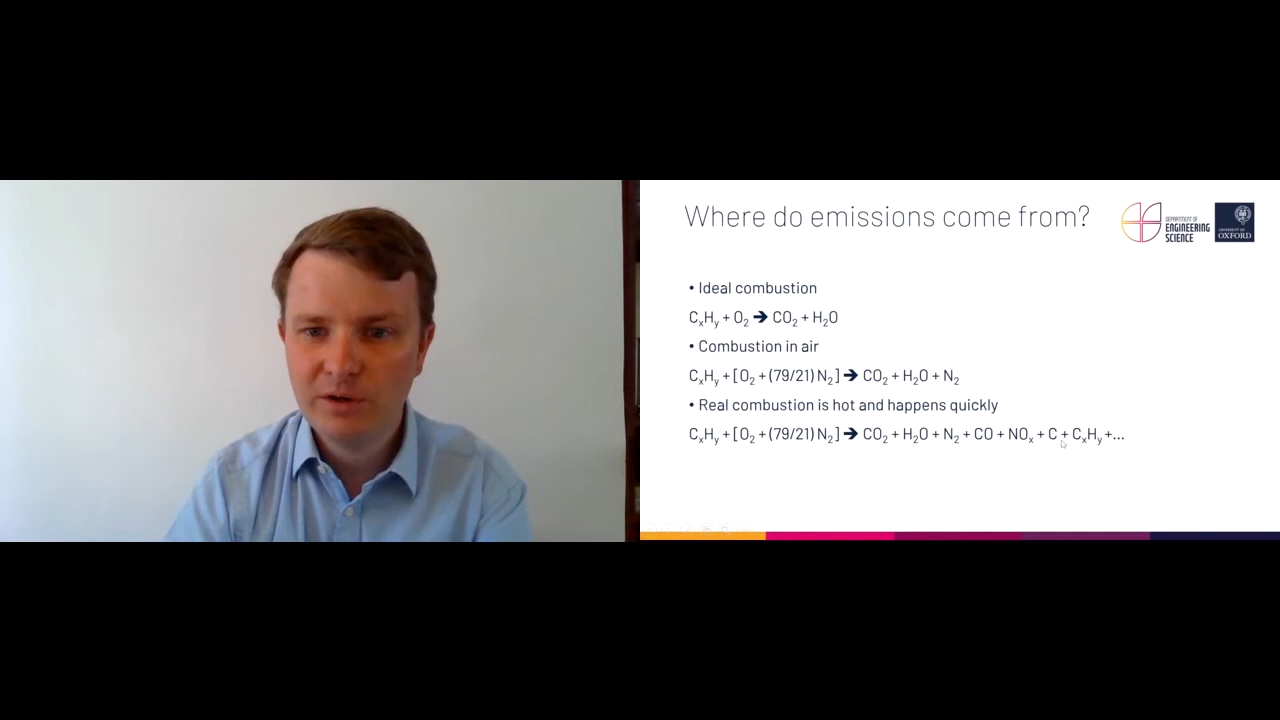 Where do emissions come from?
DEPARTMENT OF
ENGINEERING
SCIENCE
UNIVERSITY OF
OXFORD
• Ideal combustion
CₓHᵧ + O₂ ➔ CO₂ + H₂O
• Combustion in air
CₓHᵧ + [O₂ + (79/21) N₂] ➔ CO₂ + H₂O + N₂
• Real combustion is hot and happens quickly
CₓHᵧ + [O₂ + (79/21) N₂] ➔ CO₂ + H₂O + N₂ + CO + NOₓ + C + CₓHᵧ +...